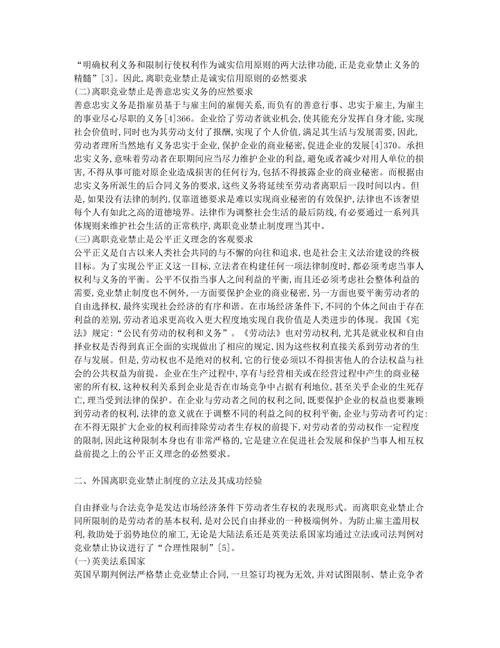 “明确权利义务和限制行使权利作为诚实信用原则的两大法律功能,正是竞业禁止义务的
精髓”[3]。因此,离职竞业禁止是诚实信用原则的必然要求
(二)离职竞业禁止是善意忠实义务的应然要求
善意忠实义务是指雇员基于与雇主间的雇佣关系,而负有的善意行事、忠实于雇主,为雇主
的事业尽心尽职的义务[4]366。企业给了劳动者就业机会,使其能充分发挥自身才能,实现
社会价值时,同时也为其劳动支付了报酬,实现了个人价值,满足其生活与发展需要,因此,
劳动者理所当然地有义务忠实于企业,保护企业的商业秘密,促进企业的发展[4]370。承担
忠实义务,意味着劳动者在职期间应当尽力维护企业的利益,避免或者减少对用人单位的损
害,不得从事可能对原企业造成损害的任何行为,包括不得披露企业的商业秘密。而根据由
忠实义务所派生的后合同义务的要求,这些义务将延续至劳动者离职后一段时间以内。但
是,如果没有法律的制约,仅靠道德要求是难以实现商业秘密的有效保护,法律也不该奢望
每个人有如此之高的道德境界。法律作为调整社会生活的最后防线,有必要通过一系列具
体规则来维护社会生活的正常秩序,离职竞业禁止制度理当其中。
(三)离职竞业禁止是公平正义理念的客观要求
公平正义是自古以来人类社会共同的与不懈的向往和追求,也是社会主义法治建设的终极
目标。为了实现公平正义这一目标,立法者在构建任何一项法律制度时,都必须考虑当事人
权利与义务的平衡。公平不仅指当事人之间利益的平衡,而且还必须考虑社会整体利益的
需要,竞业禁止制度也不例外,一方面要保护企业的商业秘密,另一方面也要平衡劳动者的
自由选择权,最终实现社会经济的有序和谐。在市场经济条件下,不同的个体之间由于存在
利益的差别,劳动者追求更高收入更大程度地实现自我价值是人类进步的体现。我国《宪
法》规定:“公民有劳动的权利和义务”。《劳动法》也对劳动权利,尤其是就业权和自由
择业权是否得到真正全面的实现做出了相应的规定,因为这些权利直接关系到劳动者的生
存与发展。但是,劳动权也不是绝对的权利,它的行使必须以不得损害他人的合法权益与社会
的公共权益为前提。企业在生产过程中,享有与经营相关或在经营过程中直接产生的商业秘
密的所有权,这种权利关系到企业是否在市场竞争中占据有利地位,甚至关乎企业的生死存
亡,理当受到法律的保护。在企业与劳动者之间的权利之间,既要保护企业的权益也要兼顾
到劳动者的权利,法律的意义就在于调整不同的利益之间的权利平衡,企业与劳动者可约定:
在不得无限扩大企业的权利而排除劳动者生存权的前提下,对劳动者的劳动权作一定程度
的限制,因此这种限制本身也有非常严格的,它是建立在促进社会发展和保护当事人相互权
益前提之上的公平正义理念的必然要求。
二、外国离职竞业禁止制度的立法及其成功经验
自由择业与合法竞争是发达市场经济条件下劳动者生存权的表现形式。而离职竞业禁止合
同所限制的是劳动者的基本权利,是对公民自由择业的一种极端例外。为防止雇主滥用权
利,救助处于弱势地位的雇工,无论是大陆法系还是英美法系国家均通过立法或司法判例对
竞业禁止协议进行了“合理性限制”[5]。
(一)英美法系国家
英国早期判例法严格禁止竞业禁止合同,一旦签订均视为无效,并对试图限制、禁止竞争者